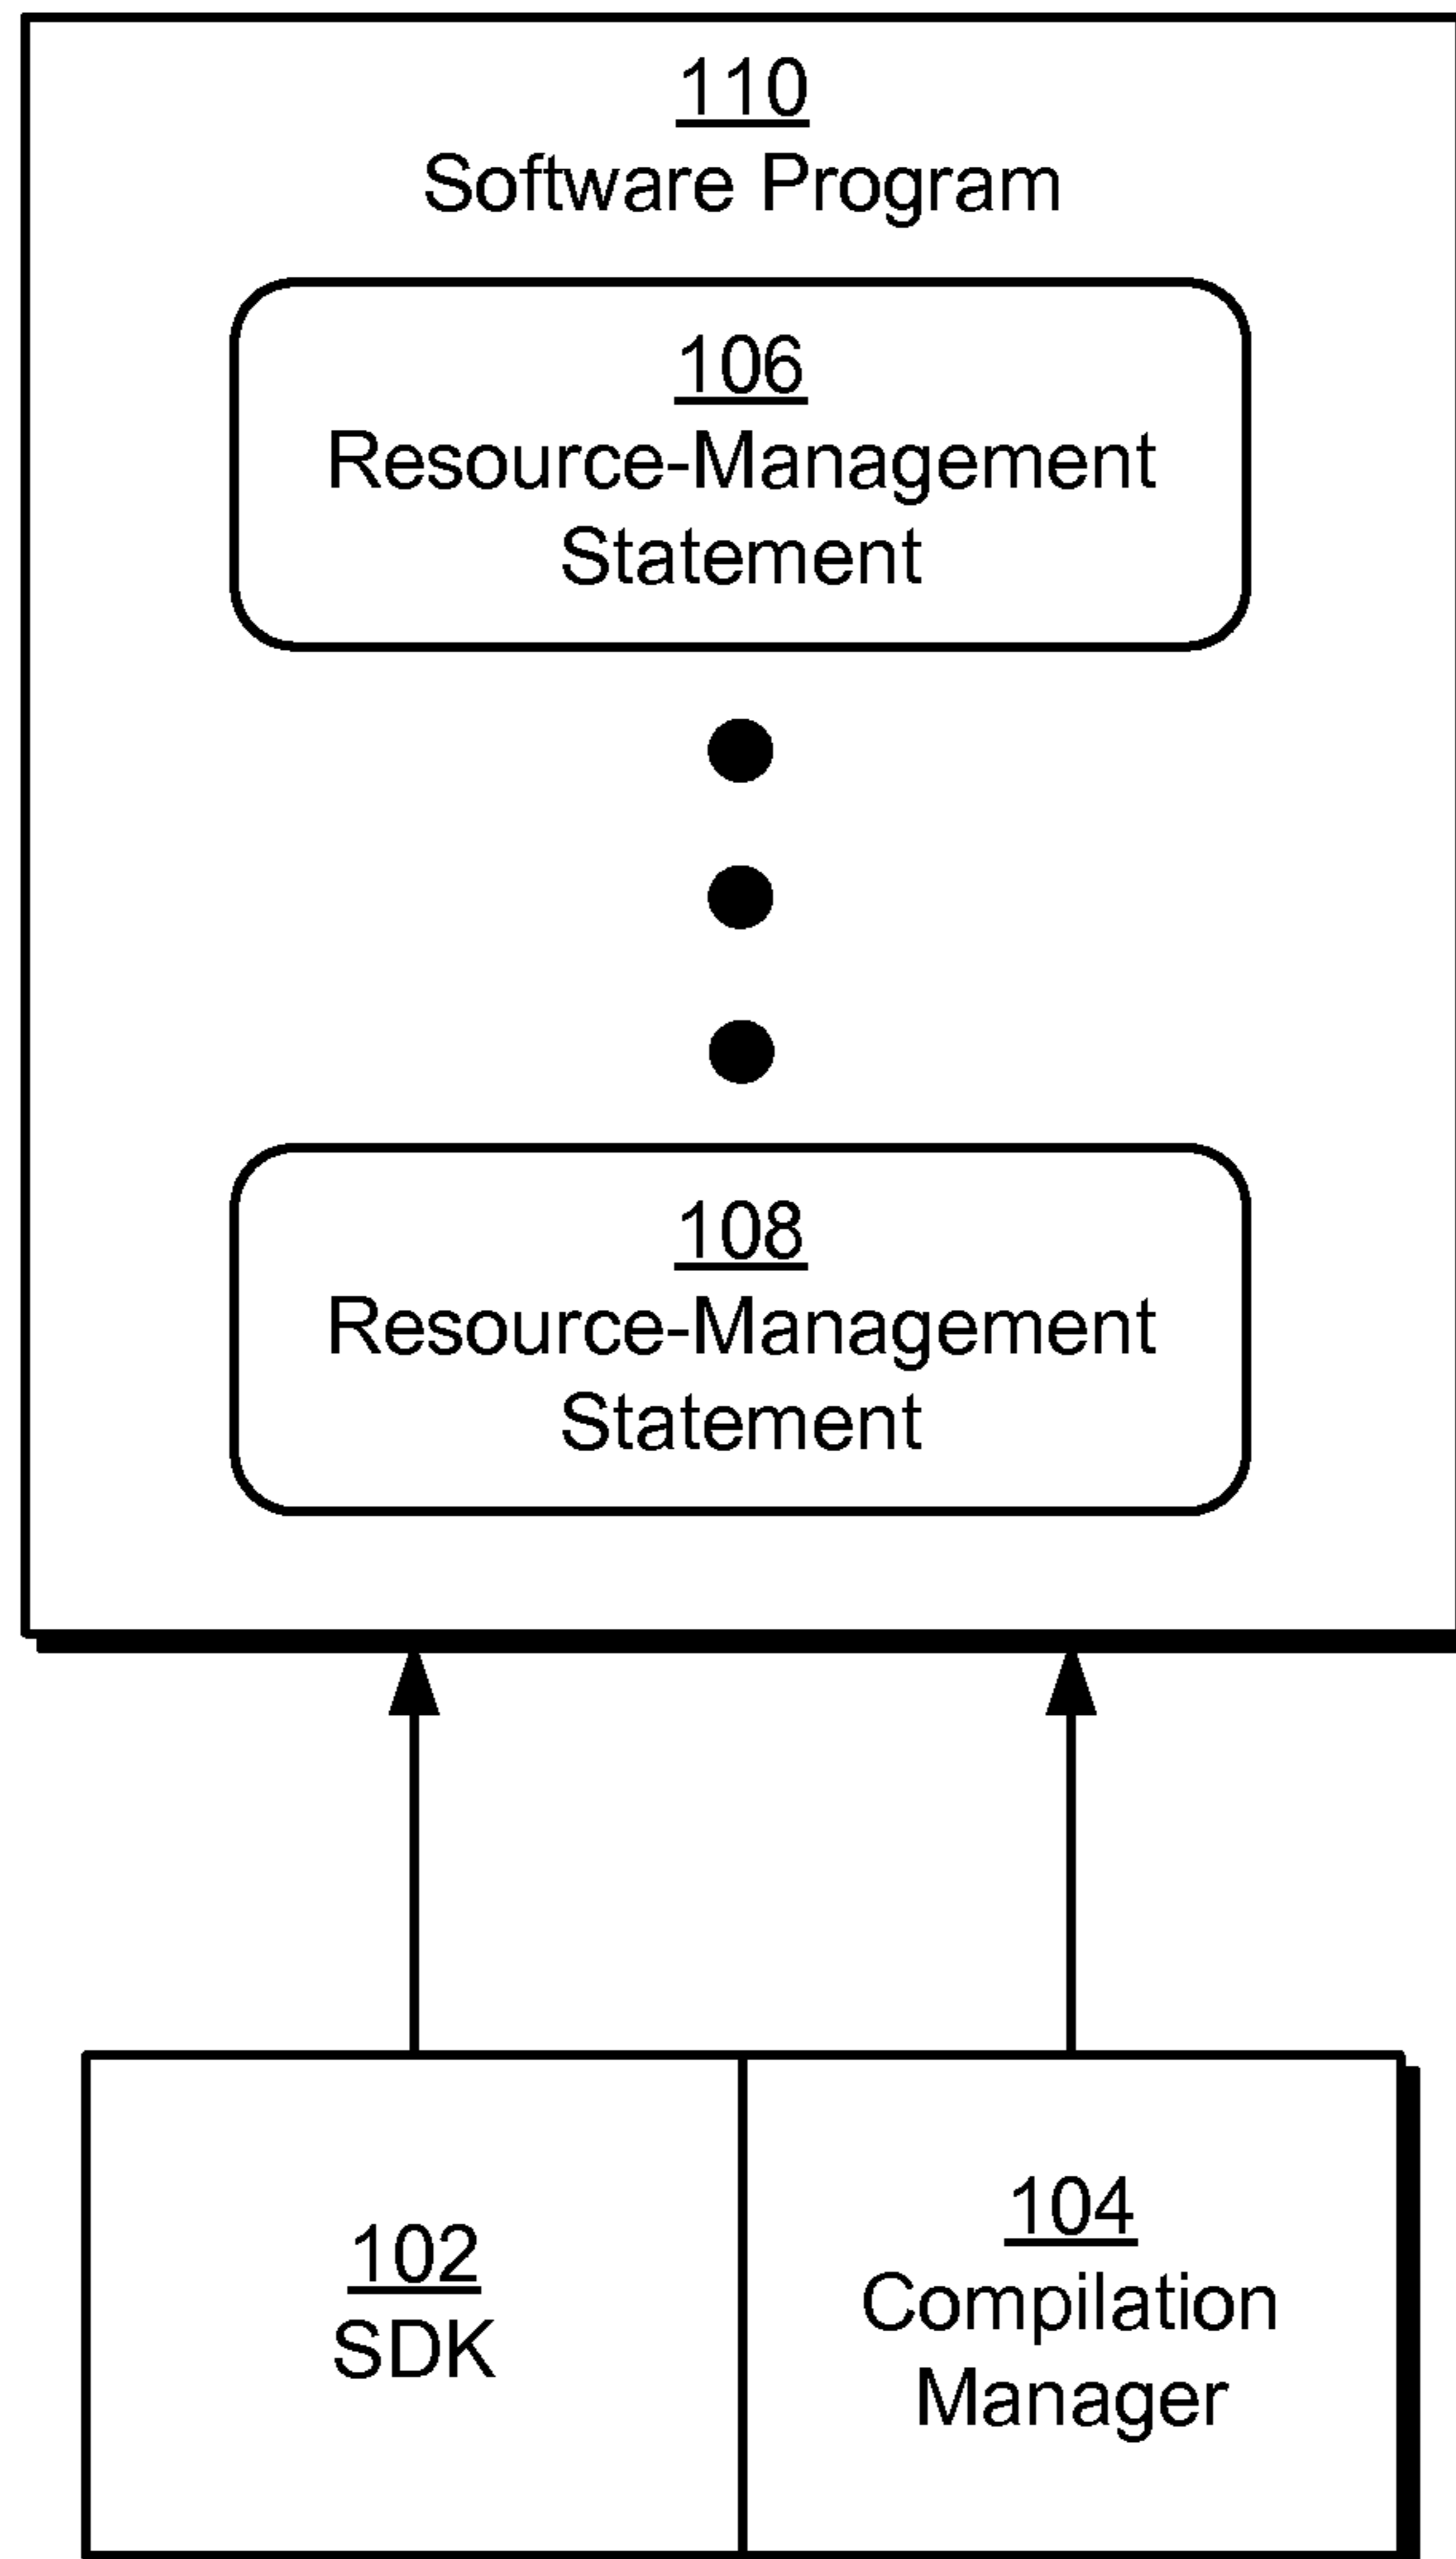 110
Software Program
106
Resource-Management
Statement
108
Resource-Management
Statement
102
SDK
104
Compilation
Manager